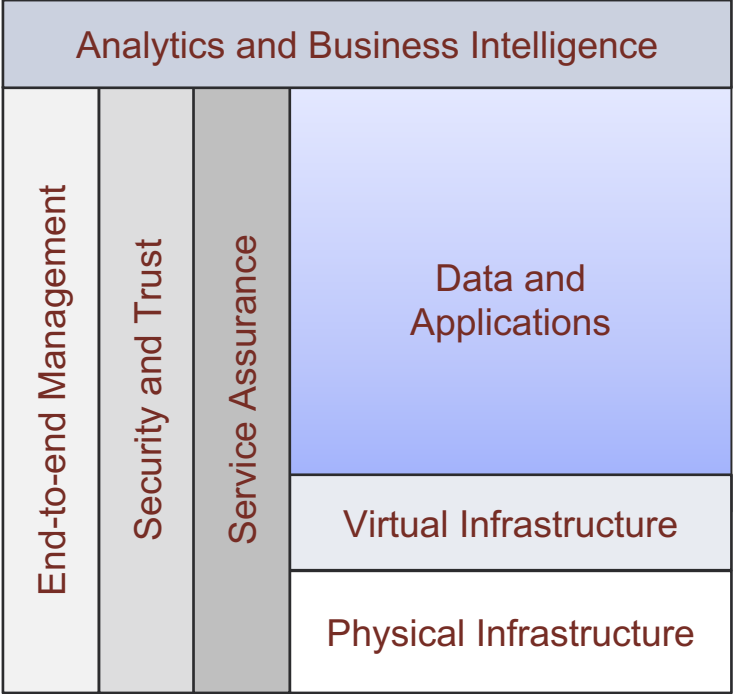 Analytics and Business Intelligence
End-to-end Management
Security and Trust
Service Assurance
Data and
Applications
Virtual Infrastructure
Physical Infrastructure